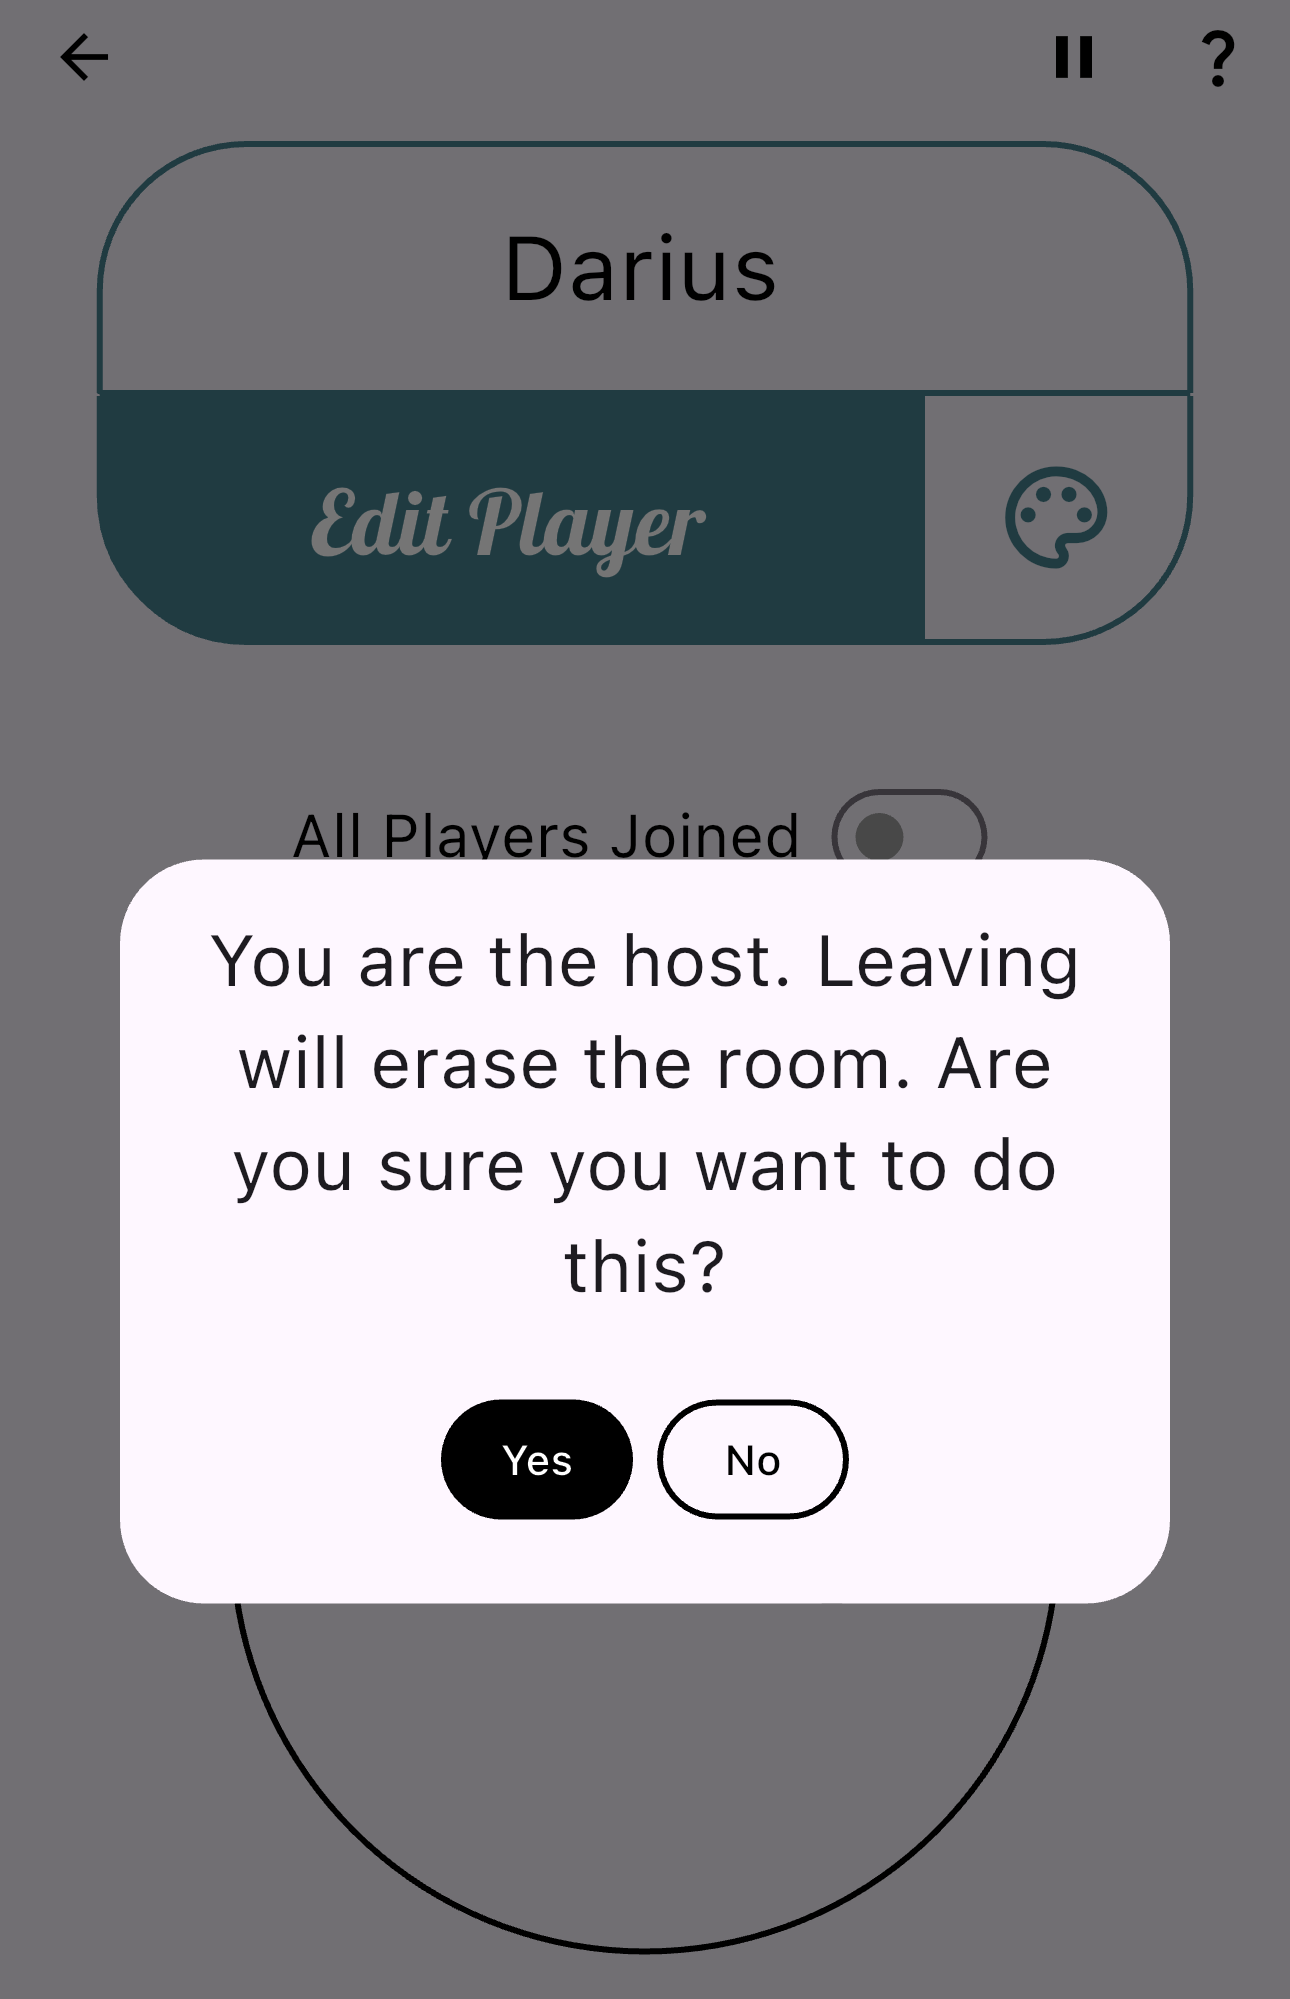 ?
Darius
Edit Player
All Players Joined
You are the host. Leaving
will erase the room. Are
you sure you want to do
this?
Yes
No